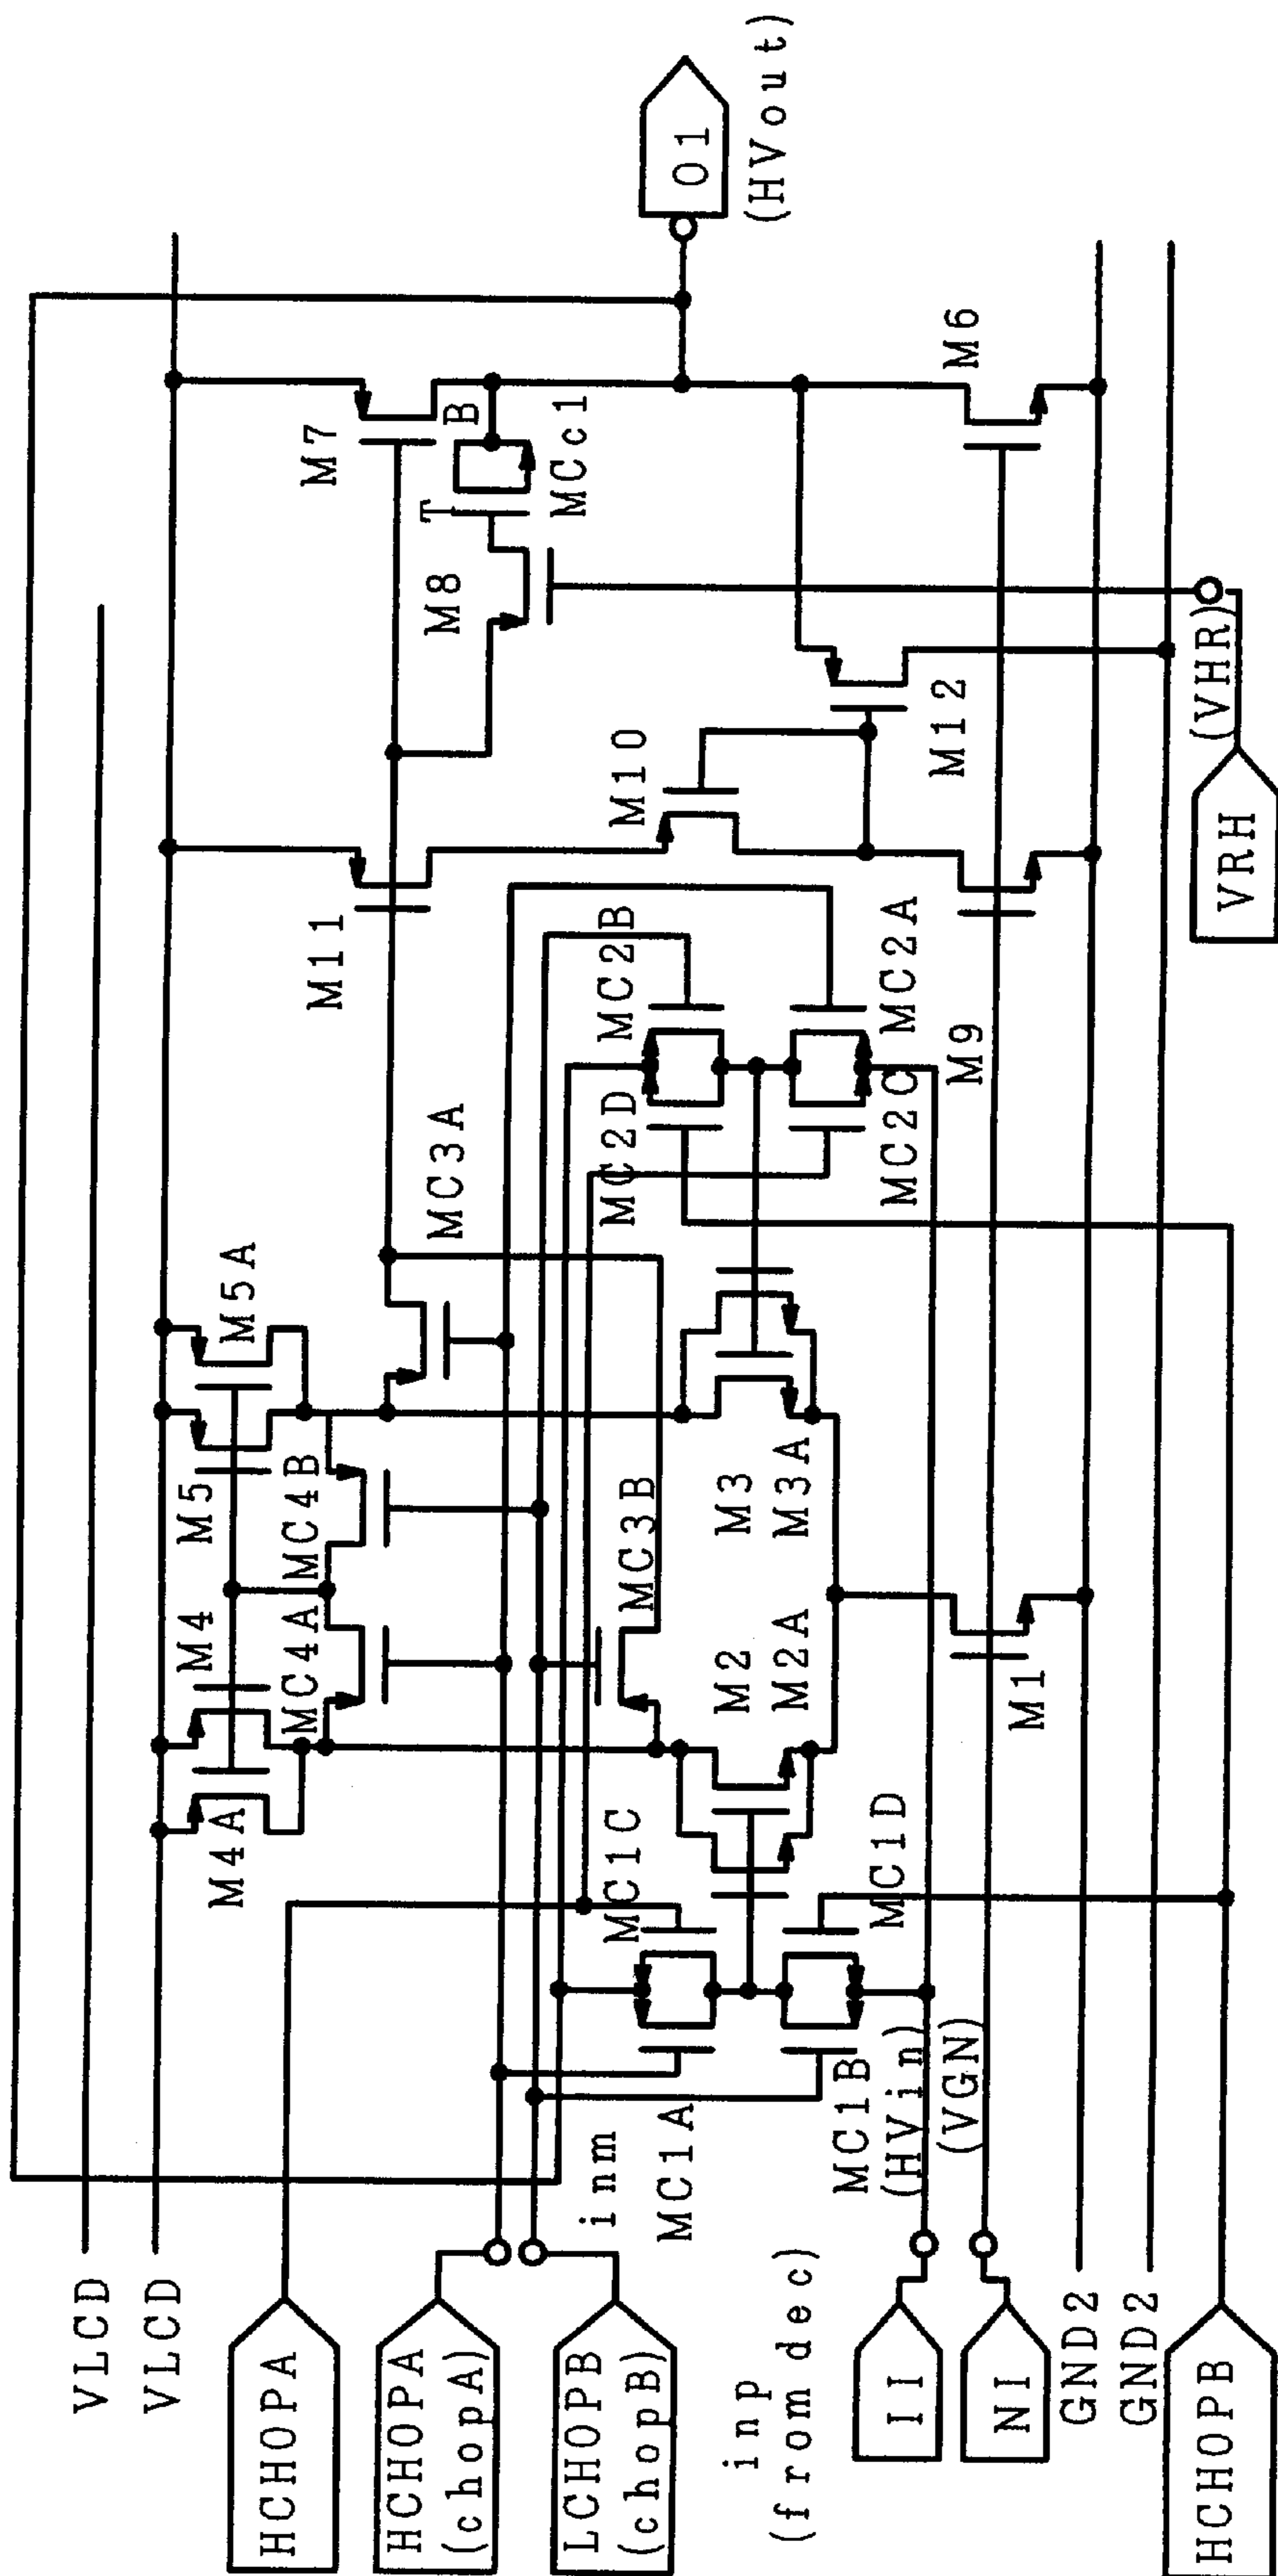 VLCD
VLCD
HCHOPA
HCHOPA
(chopA)
LCHOPB
(chopB)
inm
inp
(from dec)
II
NI
GND2
GND2
HCHOPB
(HVin)
(VGN)
MC1A
MC1B
MC1C
MC1D
M4A
M4
MC4A
MC4B
M5
M5A
MC3B
M2
M2A
M3
M3A
M1
MC3A
MC2D
MC2B
MC2C
MC2A
M9
M11
M10
M12
M8
M7
T
B
MCc1
M6
VRH
(VHR)
O1
(HVout)